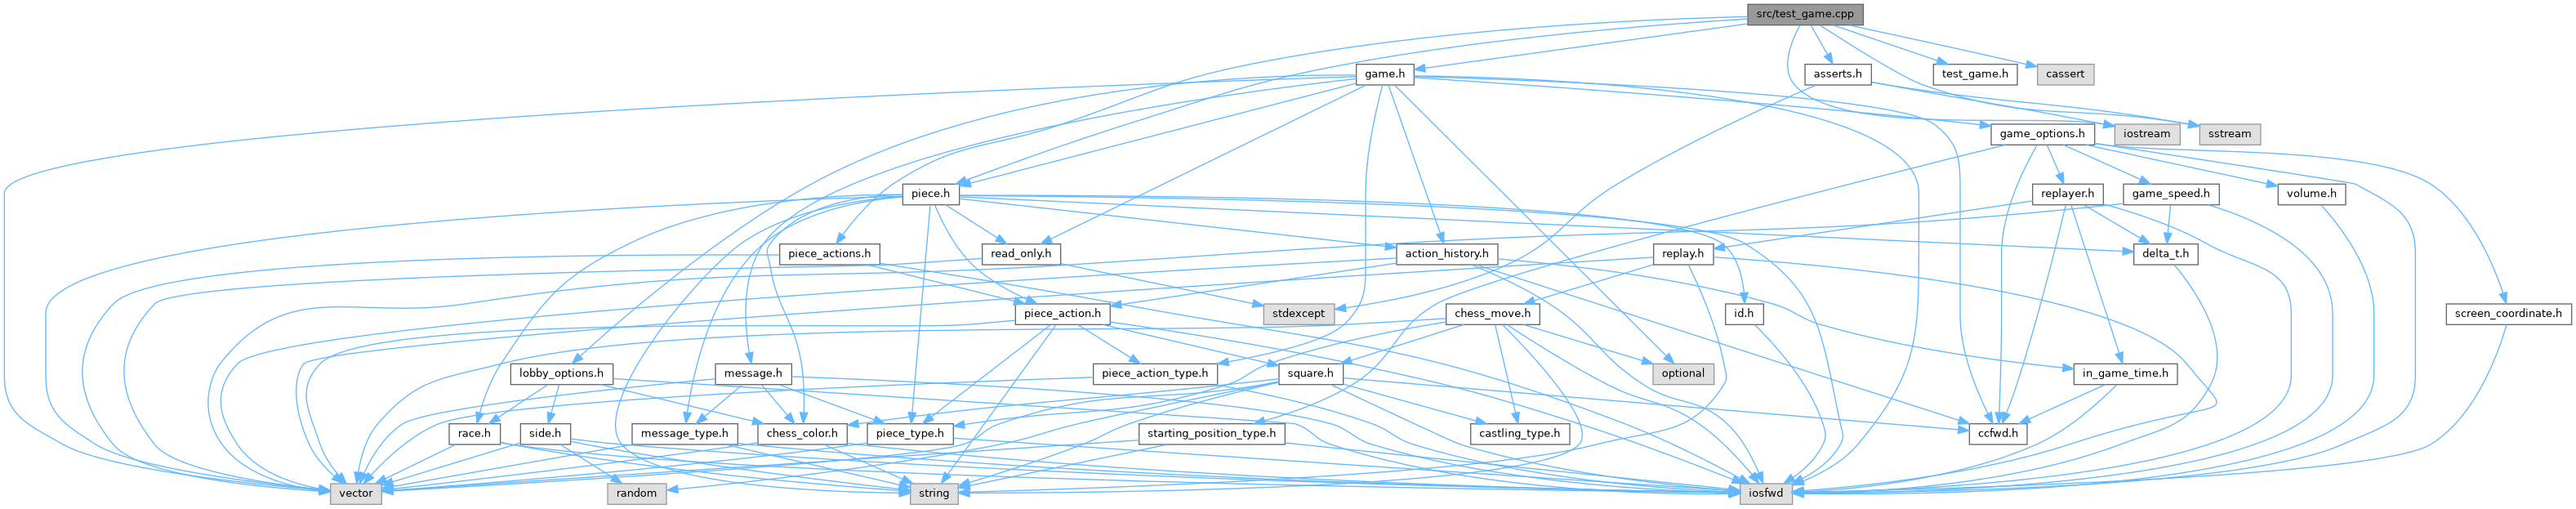 src/test_game.cpp
game.h
asserts.h
test_game.h
cassert
game_options.h
iostream
sstream
piece.h
replayer.h
game_speed.h
volume.h
piece_actions.h
read_only.h
action_history.h
replay.h
delta_t.h
piece_action.h
stdexcept
chess_move.h
id.h
screen_coordinate.h
lobby_options.h
message.h
piece_action_type.h
square.h
optional
in_game_time.h
race.h
side.h
message_type.h
chess_color.h
piece_type.h
starting_position_type.h
castling_type.h
ccfwd.h
vector
random
string
iosfwd